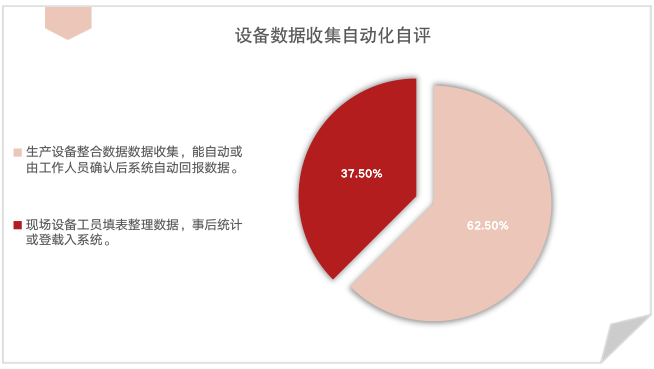 设备数据收集自动化自评
生产设备整合数据数据收集，能自动或
由工作人员确认后系统自动回报数据。
现场设备工员填表整理数据，事后统计
或登载入系统。
37.50%
62.50%